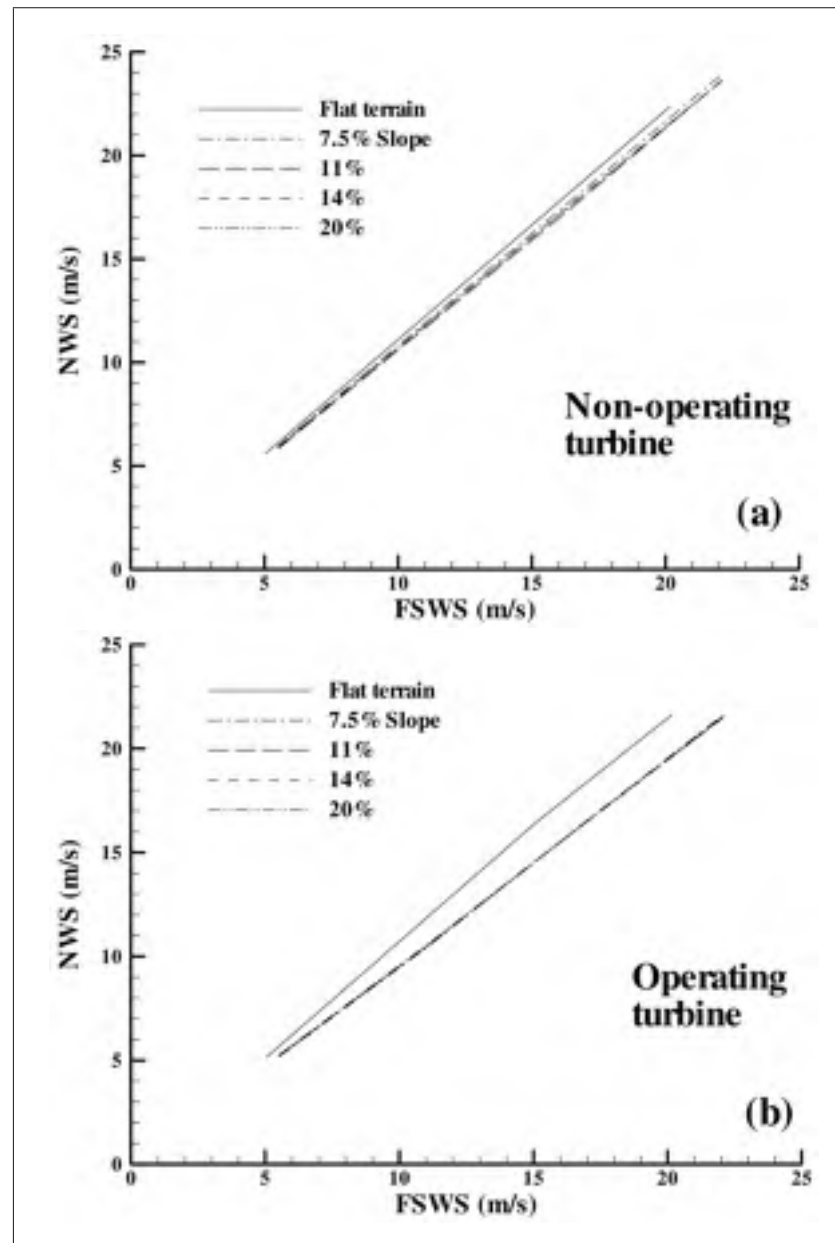 25
20
15
10
5
0
NWS (m/s)
Flat terrain
7.5% Slope
11%
14%
20%
Non-operating
turbine
(a)
0 5 10 15 20 25
FSWS (m/s)
25
20
15
10
5
0
NWS (m/s)
Flat terrain
7.5% Slope
11%
14%
20%
Operating
turbine
(b)
0 5 10 15 20 25
FSWS (m/s)